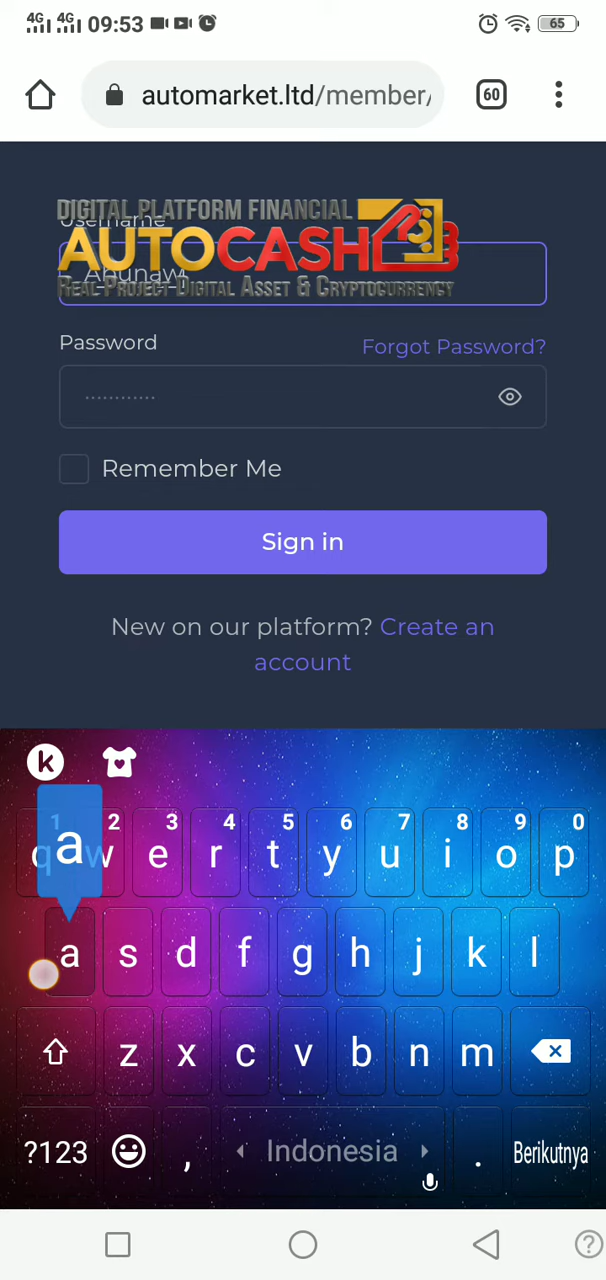 4G 4G 09:53 65
automarket.ltd/member/ 60
DIGITAL PLATFORM FINANCIAL
Username
AUTOCASH
REAL PROJECT DIGITAL ASSET & CRYPTOCURRENCY
Password Forgot Password?
Remember Me
Sign in
New on our platform? Create an
account
k
a
1 2 3 4 5 6 7 8 9 0
q w e r t y u i o p
a s d f g h j k l
z x c v b n m
?123 , Indonesia . Berikutnya
?